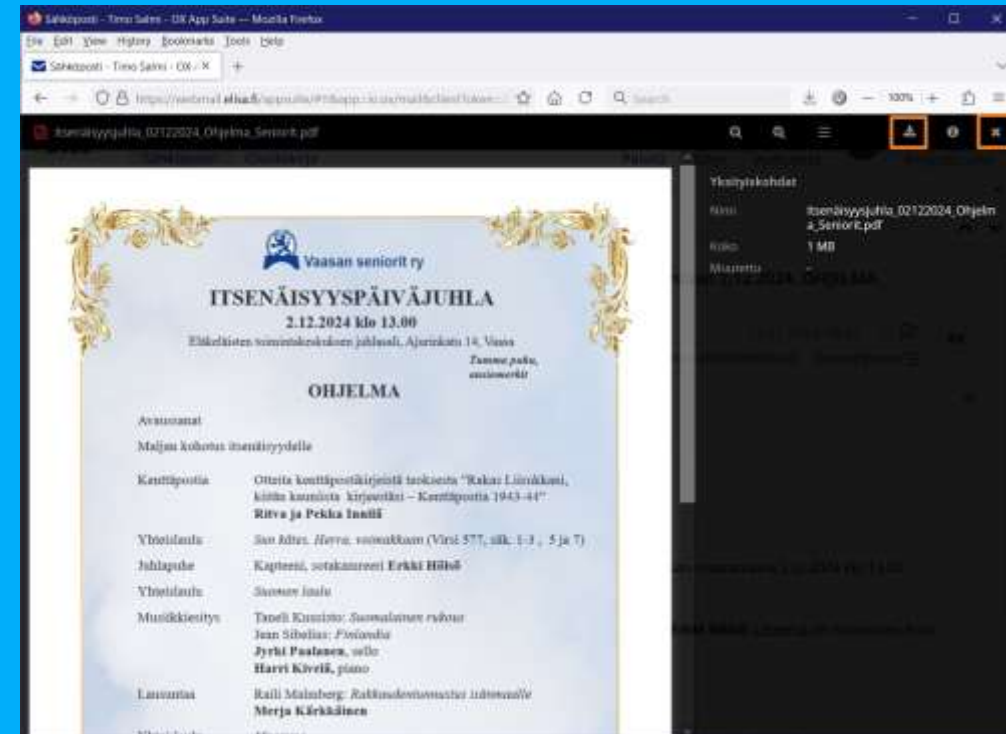 Sähköposti - Timo Salmi - OX App Suite — Mozilla Firefox
File Edit View History Bookmarks Tools Help
Sähköposti - Timo Salmi - OX
Search
100%
itsenäisyysjuhla_02122024_Ohjelma_Seniorit.pdf
Yksityiskohdat
Nimi
itsenäisyysjuhla_02122024_Ohjelm
a_Seniorit.pdf
Koko
1 MB
Muutettu
-
Vaasan seniorit ry
ITSENÄISYYSPÄIVÄJUHLA
2.12.2024 klo 13.00
Eläkeläisten toimintakeskuksen juhlasali, Ajurinkatu 14, Vaasa
Tumma puku,
ansiomerkit
OHJELMA
Avaussanat
Maljan kohotus itsenäisyydelle
Kenttäpostia
Otteita kenttäpostikirjeistä teoksesta "Rakas Liinukkani,
kiitän kauniista kirjeestäsi – Kenttäpostia 1943-44"
Ritva ja Pekka
Yhteislaulu
Sun kätes, Herra, voimakkaan (Virsi 577, säk. 1-3 , 5 ja 7)
Juhlapuhe
Kapteeni, sotakamreeri Erkki
Yhteislaulu
Suomen laulu
Musiikkiesitys
Taneli Kuusisto: Suomalainen rukous
Jean Sibelius: Finlandia
Jyrki Paalanen, sello
Harri Kivelä, piano
Lausuntaa
Raili Malmberg: Rakkaudentunnustus isänmaalle
Merja Kärkkäinen
Yhteislaulu